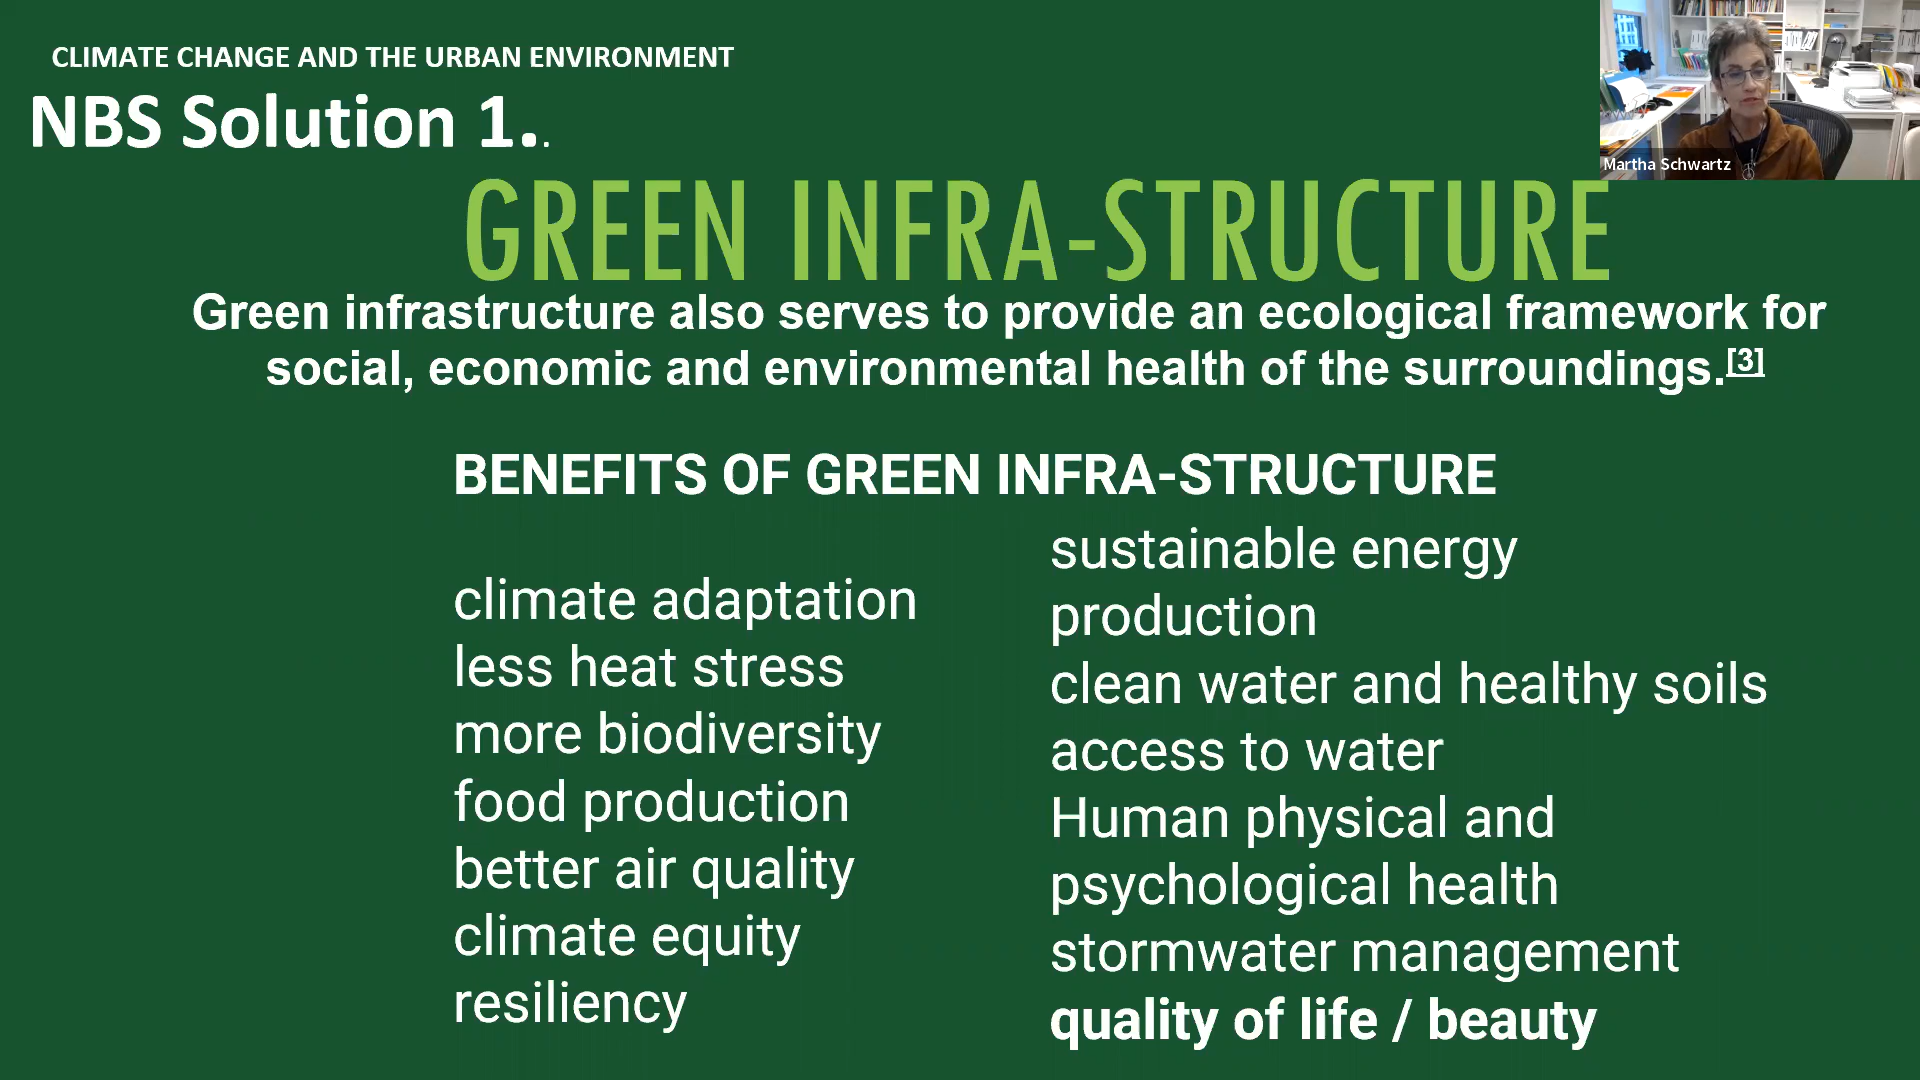 CLIMATE CHANGE AND THE URBAN ENVIRONMENT
NBS Solution 1..
Martha Schwartz
GREEN INFRA-STRUCTURE
Green infrastructure also serves to provide an ecological framework for
social, economic and environmental health of the surroundings.[3]
BENEFITS OF GREEN INFRA-STRUCTURE
climate adaptation
less heat stress
more biodiversity
food production
better air quality
climate equity
resiliency
sustainable energy
production
clean water and healthy soils
access to water
Human physical and
psychological health
stormwater management
quality of life / beauty